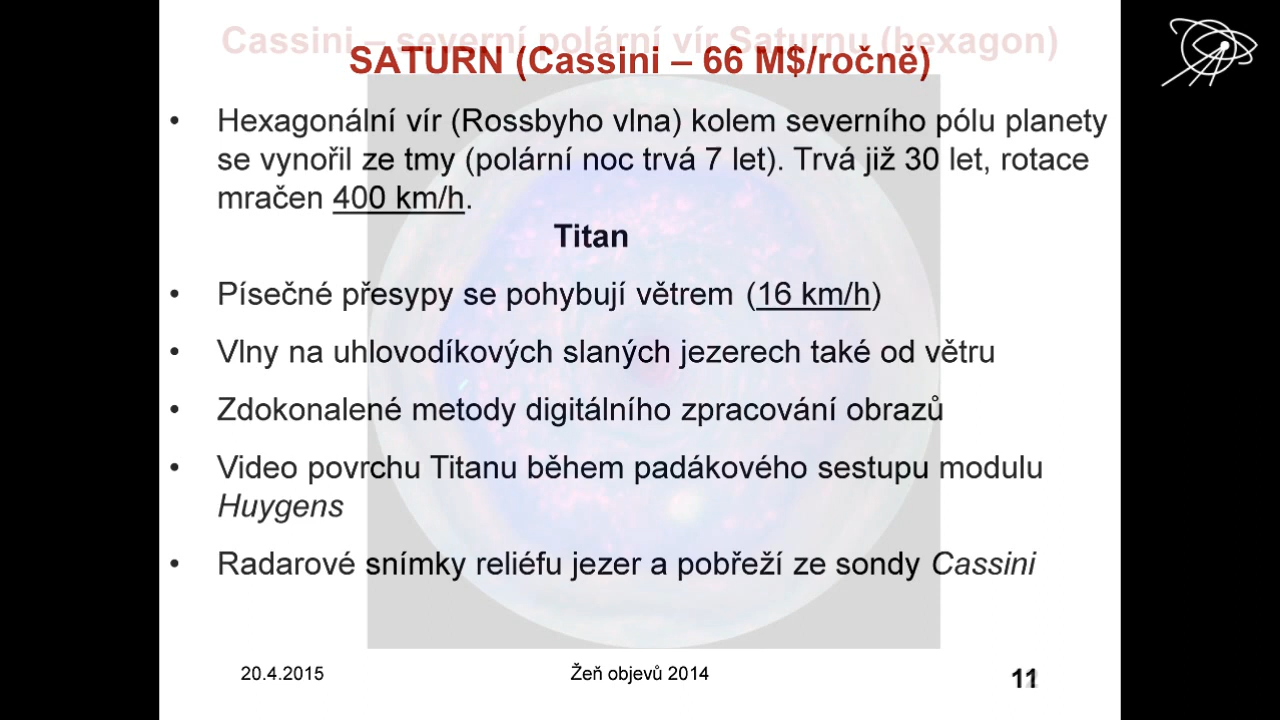 Cassini – severní polární vír Saturnu (hexagon)
SATURN (Cassini – 66 M$/ročně)
• Hexagonální vír (Rossbyho vlna) kolem severního pólu planety
se vynořil ze tmy (polární noc trvá 7 let). Trvá již 30 let, rotace
mračen 400 km/h.
Titan
• Písečné přesypy se pohybují větrem (16 km/h)
• Vlny na uhlovodíkových slaných jezerech také od větru
• Zdokonalené metody digitálního zpracování obrazů
• Video povrchu Titanu během padákového sestupu modulu
Huygens
• Radarové snímky reliéfu jezer a pobřeží ze sondy Cassini
20.4.2015
Žeň objevů 2014
11